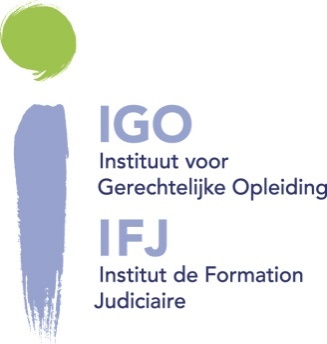 IGO
Instituut voor
Gerechtelijke Opleiding
IFJ
Institut de Formation
Judiciaire